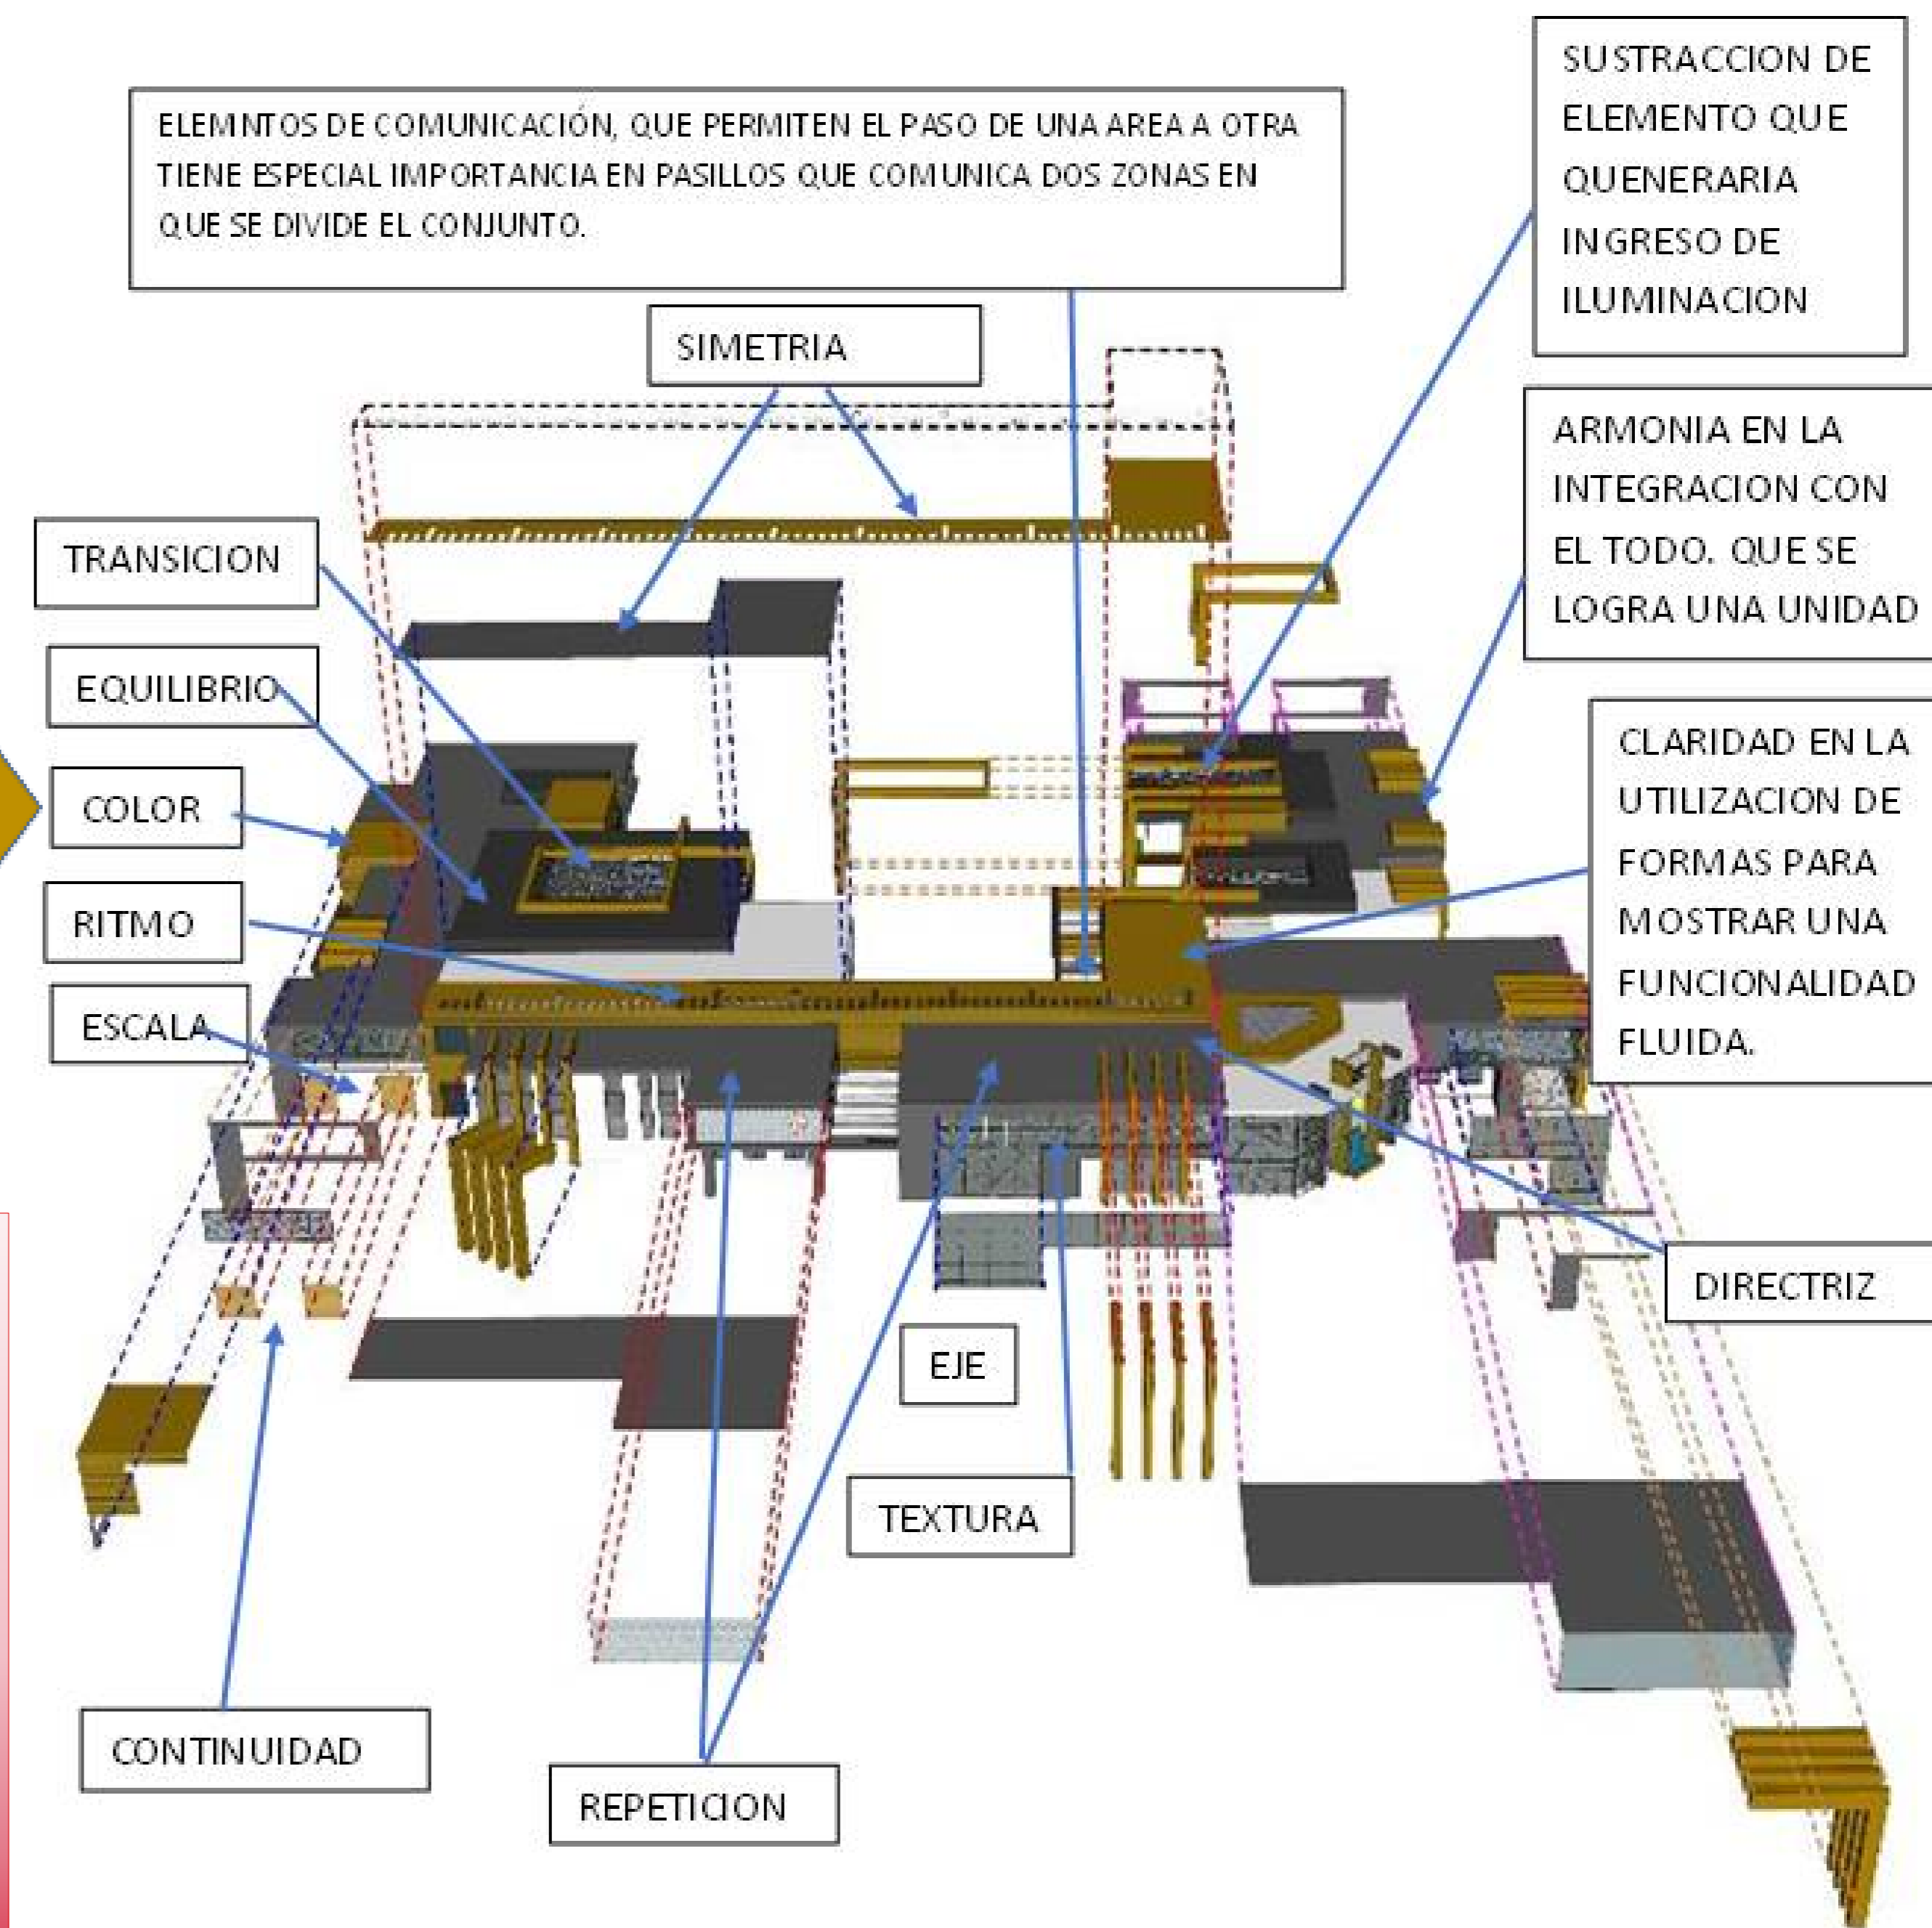 ELEMNTOS DE COMUNICACIÓN, QUE PERMITEN EL PASO DE UNA AREA A OTRA
TIENE ESPECIAL IMPORTANCIA EN PASILLOS QUE COMUNICA DOS ZONAS EN
QUE SE DIVIDE EL CONJUNTO.
SUSTRACCION DE
ELEMENTO QUE
QUENERARIA
INGRESO DE
ILUMINACION
SIMETRIA
ARMONIA EN LA
INTEGRACION CON
EL TODO. QUE SE
LOGRA UNA UNIDAD
TRANSICION
EQUILIBRIO
COLOR
RITMO
ESCALA
CLARIDAD EN LA
UTILIZACION DE
FORMAS PARA
MOSTRAR UNA
FUNCIONALIDAD
FLUIDA.
DIRECTRIZ
EJE
TEXTURA
CONTINUIDAD
REPETICION